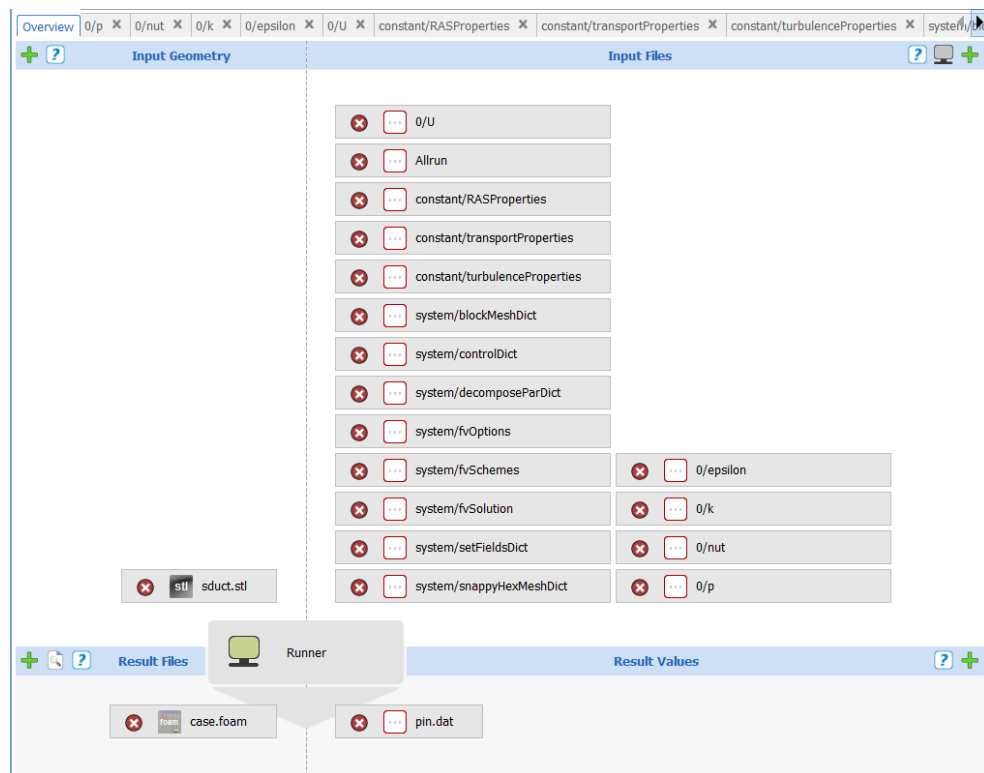 Overview 0/p 0/nut 0/k 0/epsilon 0/U constant/RASProperties constant/transportProperties constant/turbulenceProperties
Input Geometry Input Files
0/U
Allrun
constant/RASProperties
constant/transportProperties
constant/turbulenceProperties
system/blockMeshDict
system/controlDict
system/decomposeParDict
system/fvOptions
system/fvSchemes 0/epsilon
system/fvSolution 0/k
system/setFieldsDict 0/nut
stl sduct.stl system/snappyHexMeshDict 0/p
Runner
Result Files Result Values
foam case.foam pin.dat